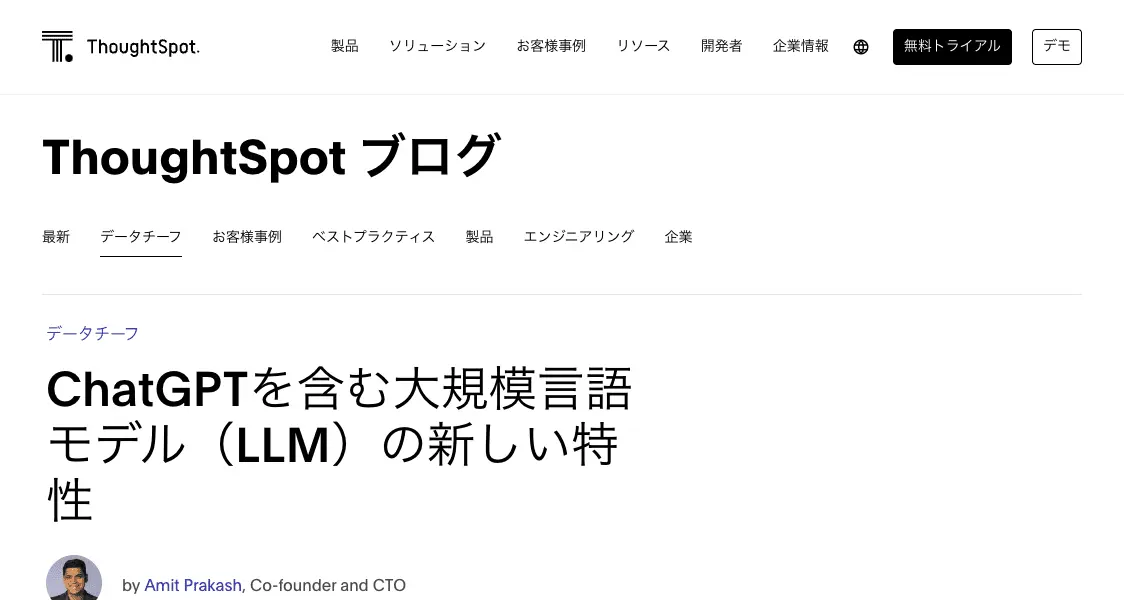 ThoughtSpot.
製品 ソリューション お客様事例 リソース 開発者 企業情報 無料トライアル デモ
ThoughtSpot ブログ
最新 データチーフ お客様事例 ベストプラクティス 製品 エンジニアリング 企業
データチーフ
ChatGPTを含む大規模言語
モデル（LLM）の新しい特
性
by Amit Prakash, Co-founder and CTO